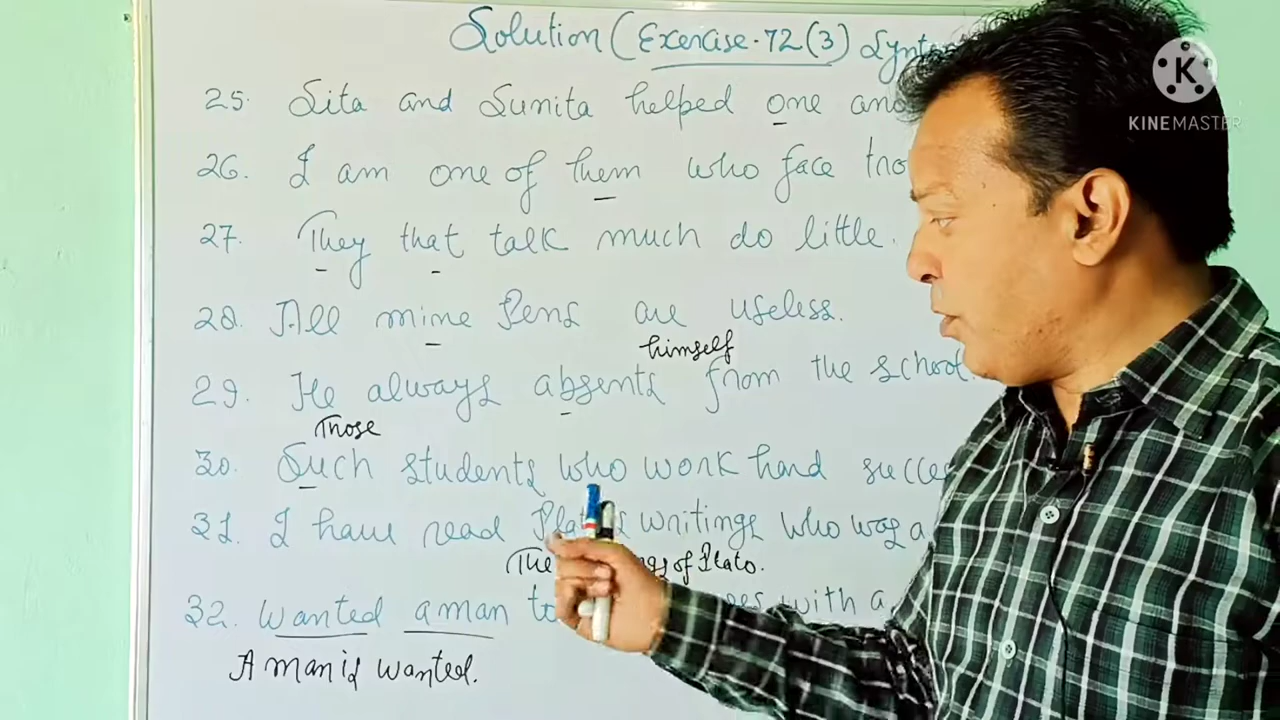 Solution (Exercise-72(3) Synta
25. Sita and Sunita helped one ano
26. I am one of them who face tro
27. They that talk much do little.
28. All mine Pens are useless.
himself
29. He always absents from the school.
Those
30. Such students who work hard succe
31. I have read writings who was a
The of Plato.
32. Wanted a man to with a
A man is wanted.
KINEMASTER